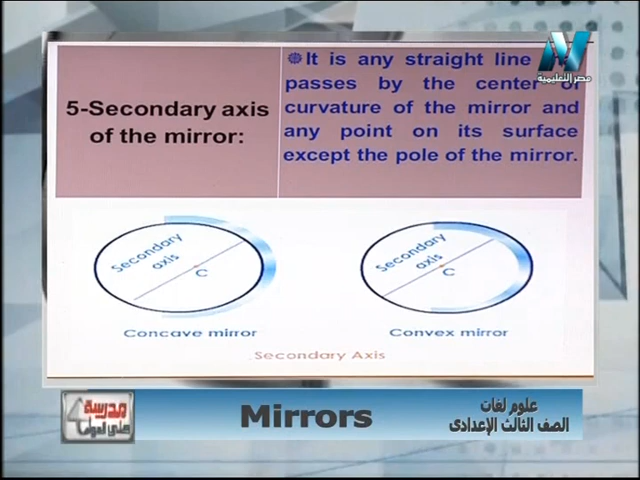 5-Secondary axis
of the mirror:
It is any straight line
passes by the center of
curvature of the mirror and
any point on its surface
except the pole of the mirror.
مصر التعليمية
Secondary
axis
C
Concave mirror
Secondary
axis
C
Convex mirror
Secondary Axis
مدرسة
على الهواء
Mirrors
علوم لغات
الصف الثالث الإعدادى